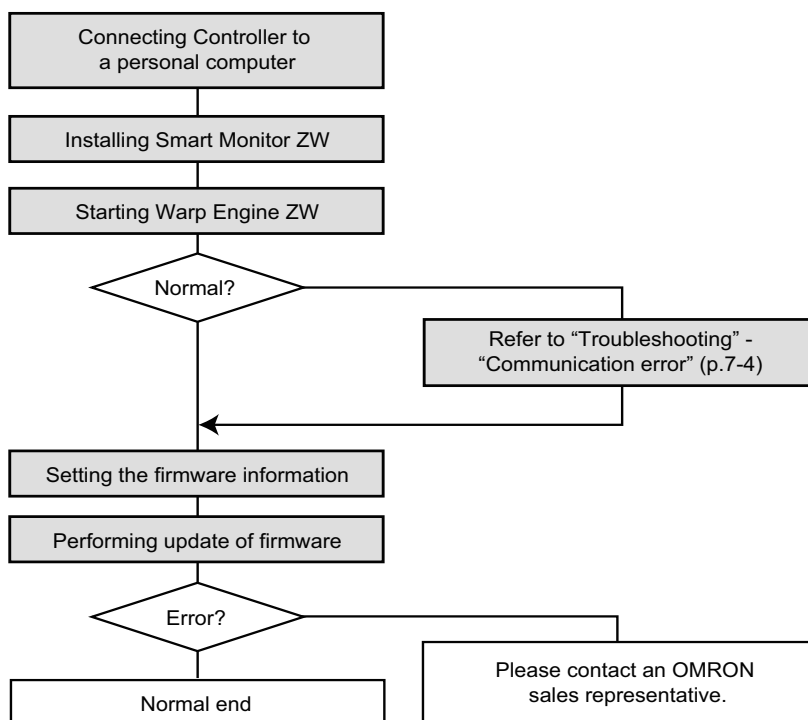 Connecting Controller to
a personal computer
Installing Smart Monitor ZW
Starting Warp Engine ZW
Normal?
Refer to “Troubleshooting” -
“Communication error” (p.7-4)
Setting the firmware information
Performing update of firmware
Error?
Please contact an OMRON
sales representative.
Normal end